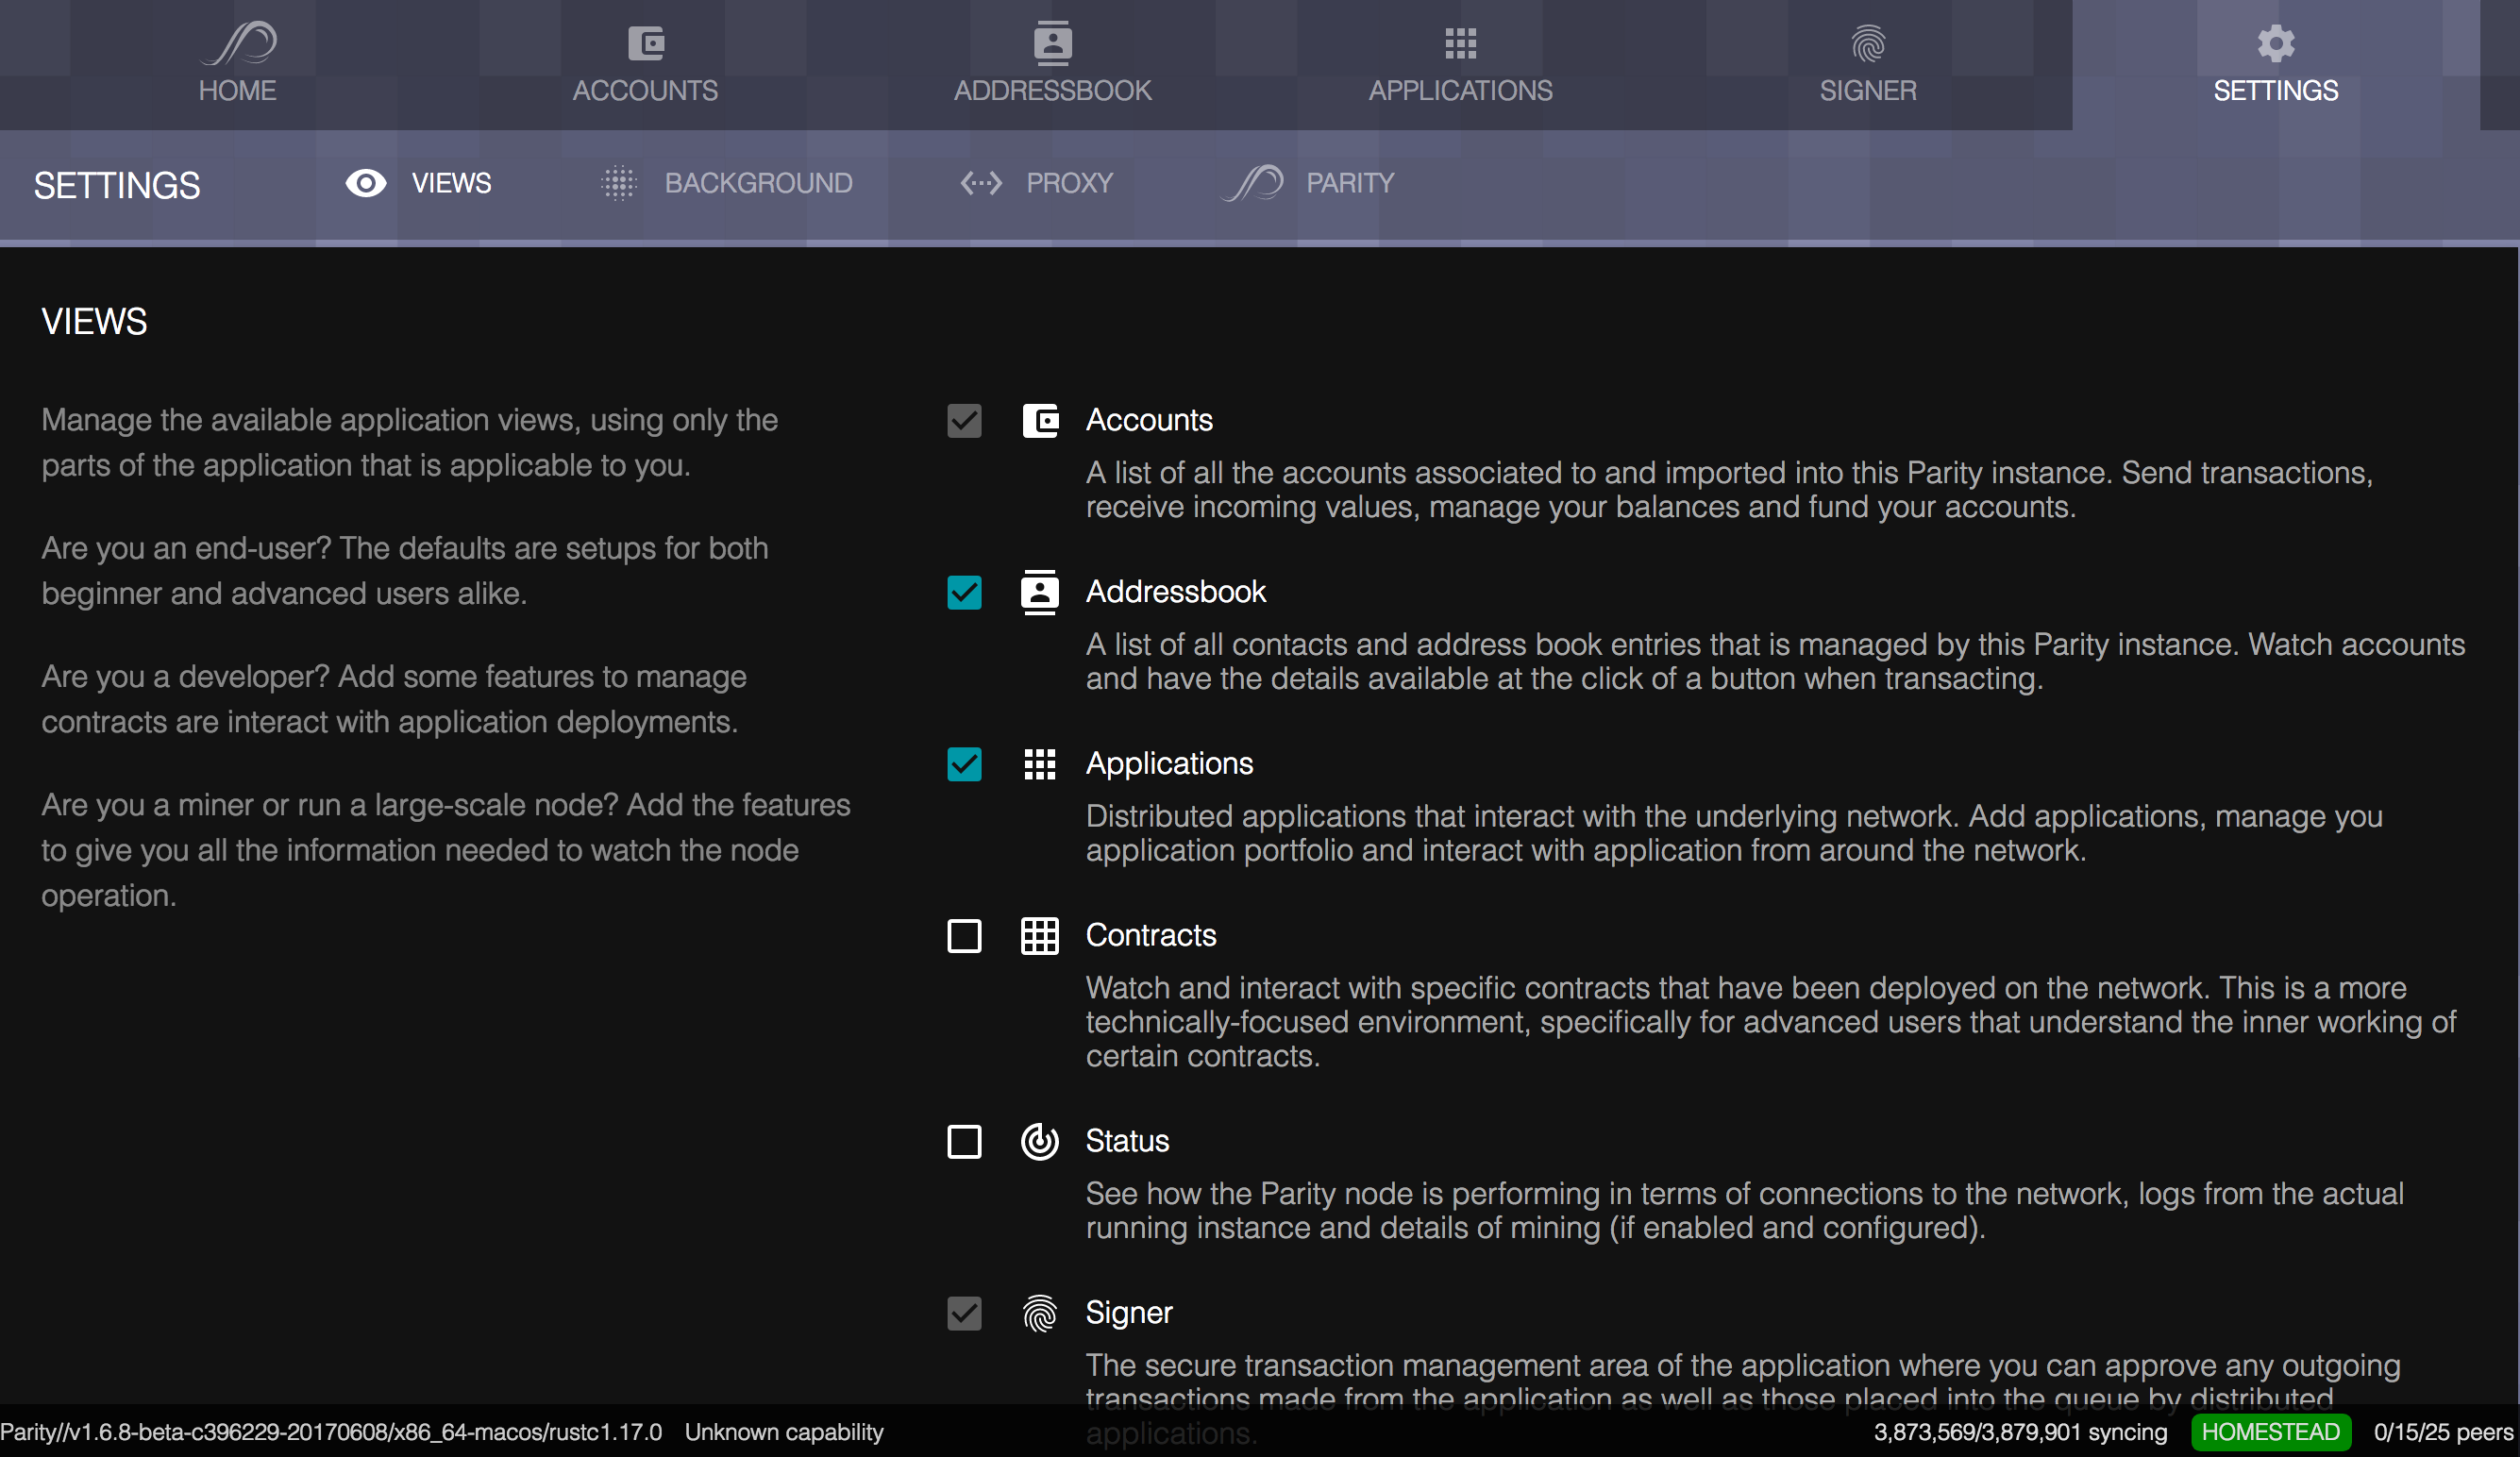 HOME
ACCOUNTS
ADDRESSBOOK
APPLICATIONS
SIGNER
SETTINGS
SETTINGS
VIEWS
BACKGROUND
PROXY
PARITY
VIEWS
Manage the available application views, using only the
parts of the application that is applicable to you.
Are you an end-user? The defaults are setups for both
beginner and advanced users alike.
Are you a developer? Add some features to manage
contracts are interact with application deployments.
Are you a miner or run a large-scale node? Add the features
to give you all the information needed to watch the node
operation.
Accounts
A list of all the accounts associated to and imported into this Parity instance. Send transactions,
receive incoming values, manage your balances and fund your accounts.
Addressbook
A list of all contacts and address book entries that is managed by this Parity instance. Watch accounts
and have the details available at the click of a button when transacting.
Applications
Distributed applications that interact with the underlying network. Add applications, manage you
application portfolio and interact with application from around the network.
Contracts
Watch and interact with specific contracts that have been deployed on the network. This is a more
technically-focused environment, specifically for advanced users that understand the inner working of
certain contracts.
Status
See how the Parity node is performing in terms of connections to the network, logs from the actual
running instance and details of mining (if enabled and configured).
Signer
The secure transaction management area of the application where you can approve any outgoing
transactions made from the application as well as those placed into the queue by distributed
applications.
Parity//v1.6.8-beta-c396229-20170608/x86_64-macos/rustc1.17.0
Unknown capability
3,873,569/3,879,901 syncing
HOMESTEAD
0/15/25 peers